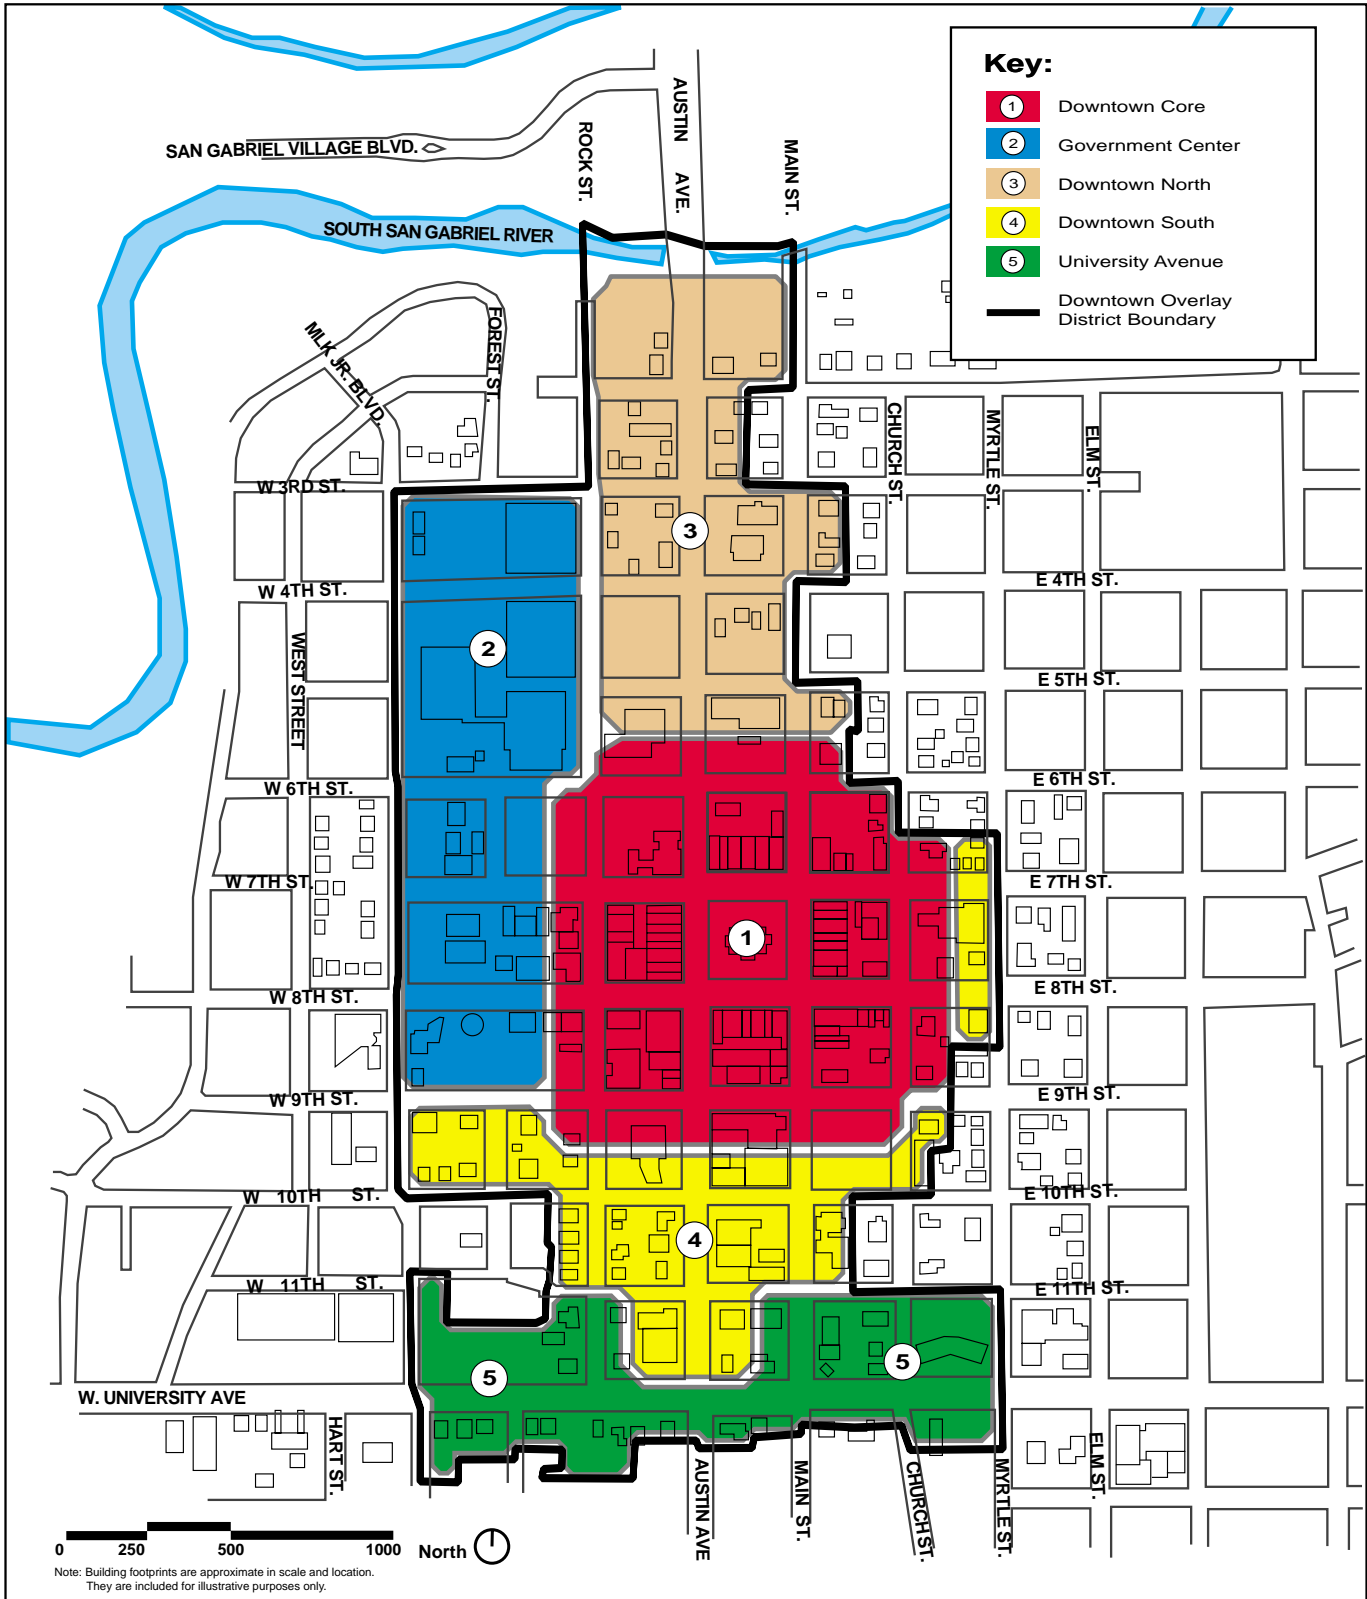 Key:
1 Downtown Core
2 Government Center
3 Downtown North
4 Downtown South
5 University Avenue
Downtown Overlay
District Boundary
AUSTIN AVE.
ROCK ST.
MAIN ST.
SAN GABRIEL VILLAGE BLVD.
SOUTH SAN GABRIEL RIVER
FOREST ST.
MLK JR. BLVD.
CHURCH ST.
MYRTLE ST.
ELM ST.
W 3RD ST.
3
E 4TH ST.
W 4TH ST.
WEST STREET
2
E 5TH ST.
E 6TH ST.
W 6TH ST.
W 7TH ST.
E 7TH ST.
1
E 8TH ST.
W 8TH ST.
E 9TH ST.
W 9TH ST.
E 10TH ST.
W 10TH ST.
4
E 11TH ST.
W 11TH ST.
5
5
W. UNIVERSITY AVE
HART ST.
AUSTIN AVE
MAIN ST.
CHURCH ST.
MYRTLE ST.
ELM ST.
0 250 500 1000
North
Note: Building footprints are approximate in scale and location.
They are included for illustrative purposes only.